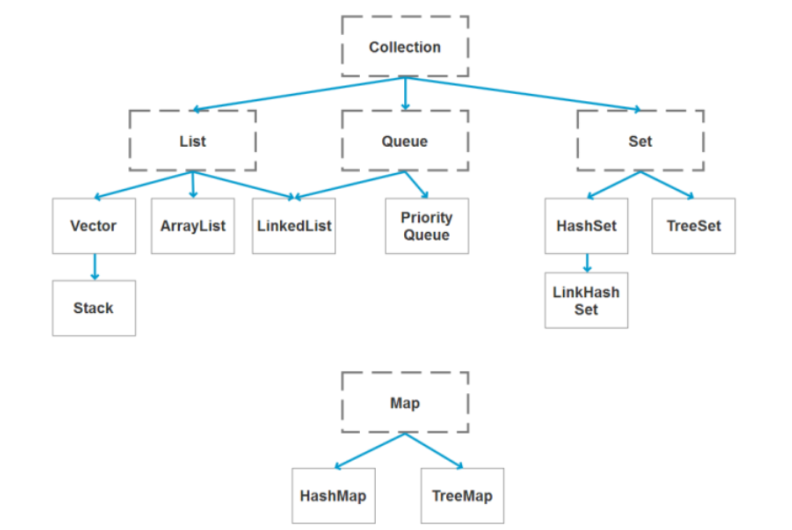 Collection
List
Queue
Set
Vector
ArrayList
LinkedList
Priority
Queue
HashSet
TreeSet
Stack
LinkHash
Set
Map
HashMap
TreeMap